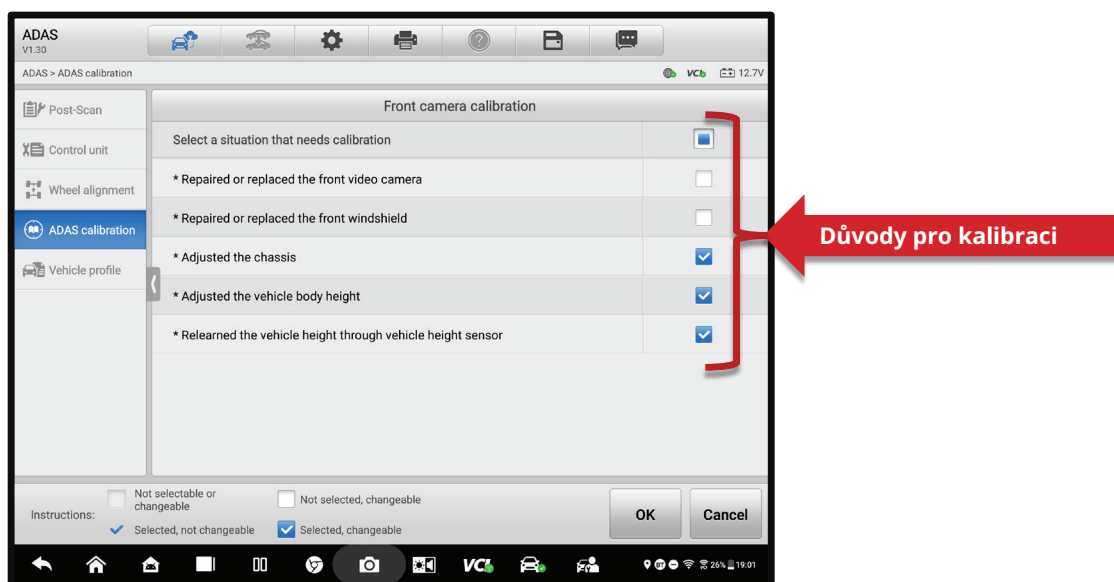 ADAS
V1.30
ADAS > ADAS calibration
VCI 12.7V
Post-Scan
Control unit
Wheel alignment
ADAS calibration
Vehicle profile
Front camera calibration
Select a situation that needs calibration
* Repaired or replaced the front video camera
* Repaired or replaced the front windshield
* Adjusted the chassis
* Adjusted the vehicle body height
* Relearned the vehicle height through vehicle height sensor
Důvody pro kalibraci
Instructions:
Not selectable or
changeable
Not selected, changeable
Selected, not changeable
Selected, changeable
OK
Cancel
VCI
26% 19:01